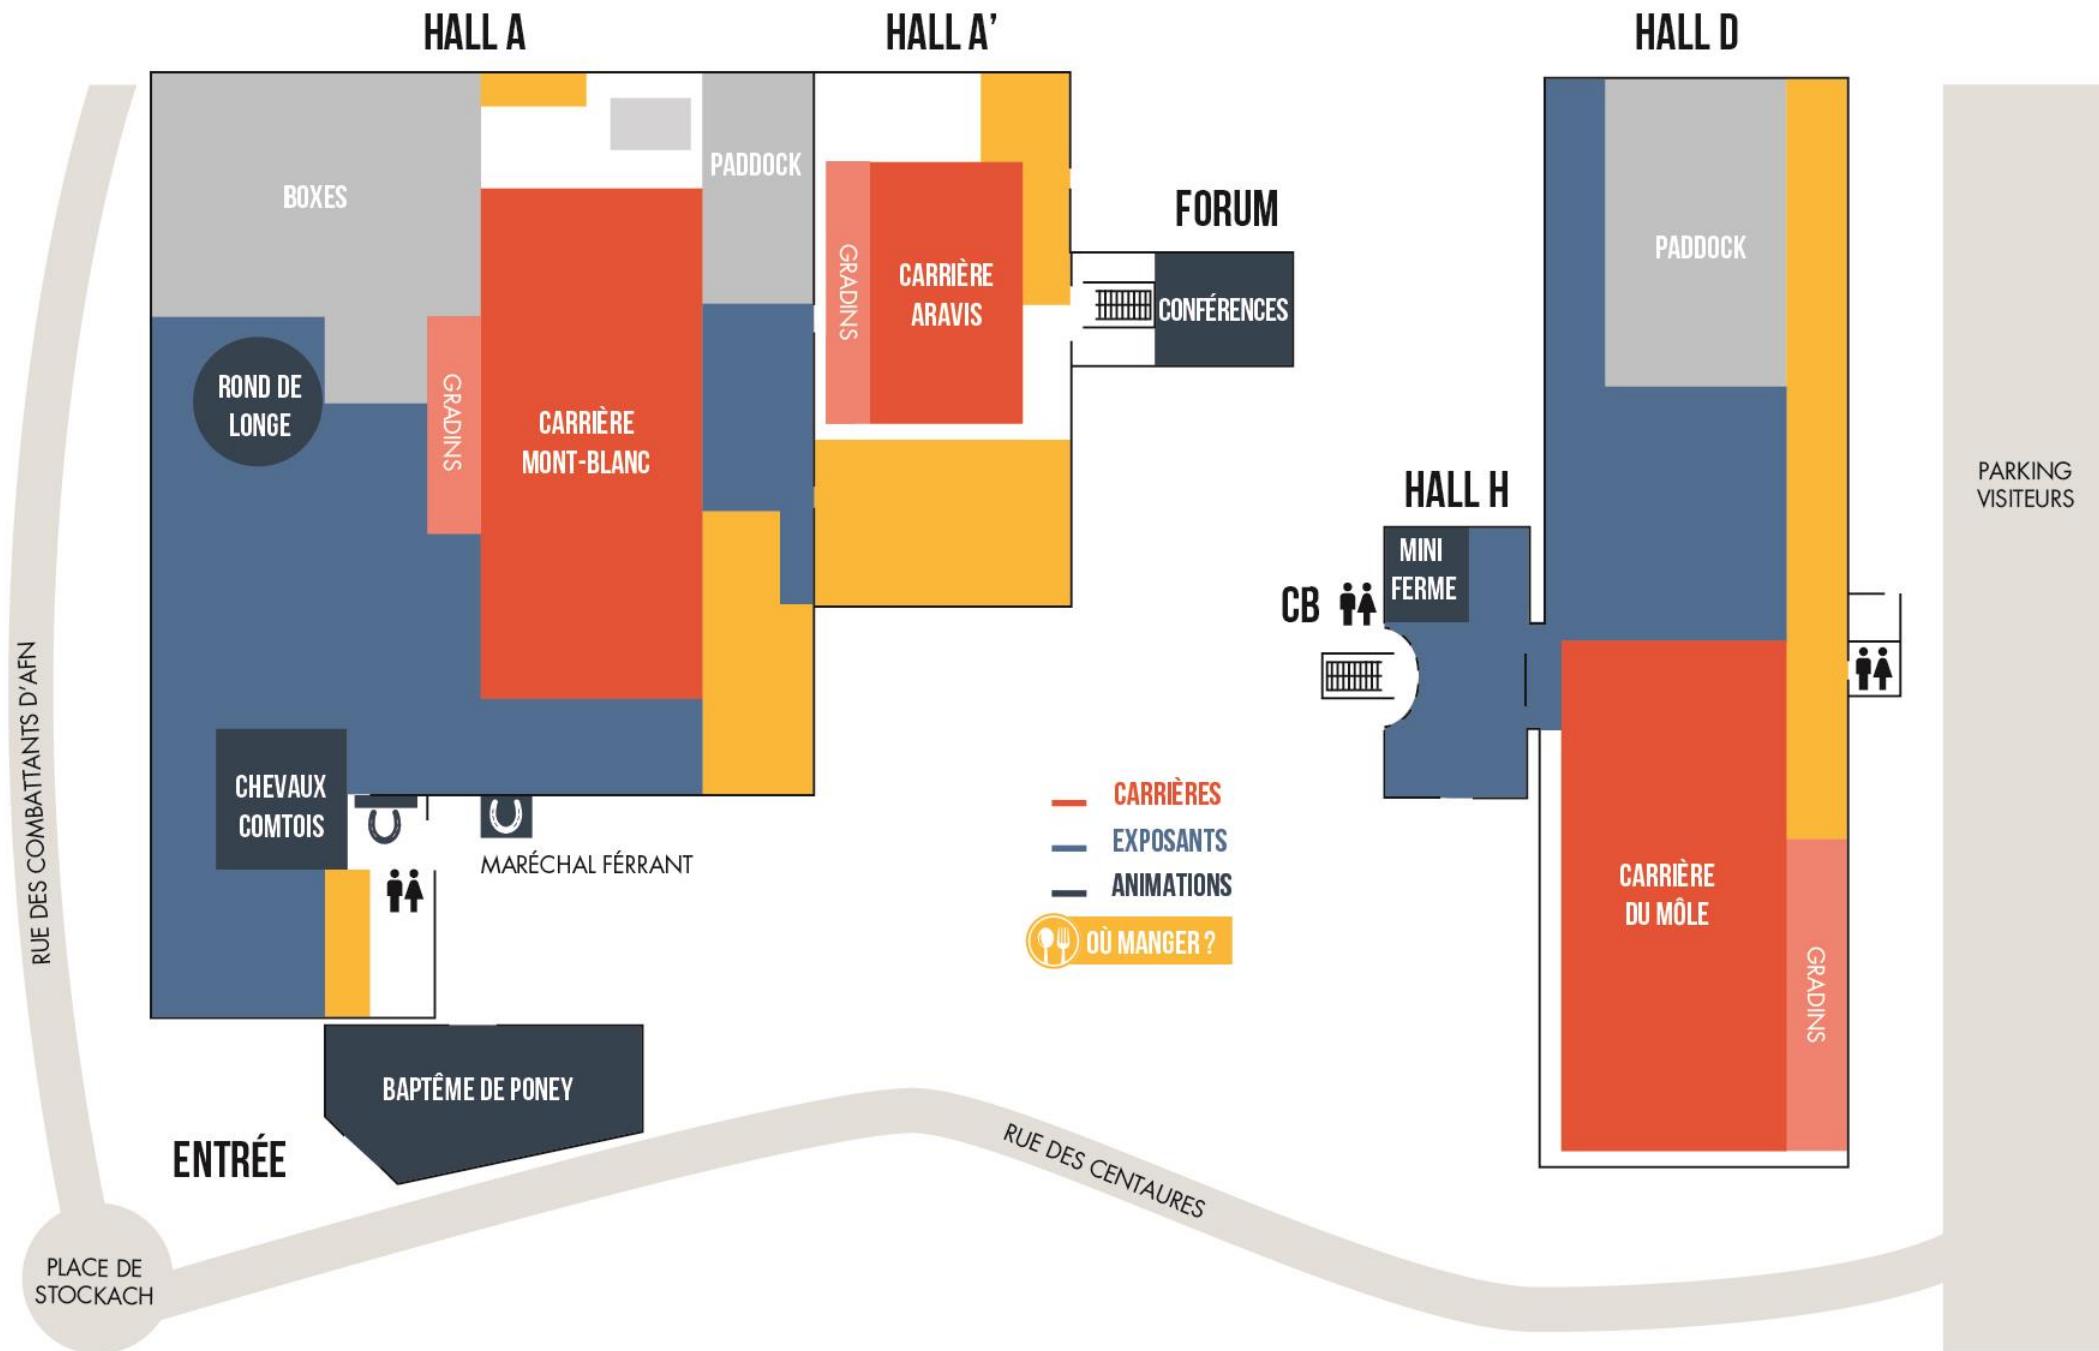 HALL A
HALL A'
HALL D
BOXES
PADDOCK
GRADINS
CARRIÈRE
ARAVIS
FORUM
CONFÉRENCES
PADDOCK
ROND DE
LONGE
GRADINS
CARRIÈRE
MONT-BLANC
HALL H
MINI
FERME
CB
PARKING
VISITEURS
RUE DES COMBATTANTS D'AFN
CHEVAUX
COMTOIS
MARÉCHAL FÉRRANT
CARRIÈRES
EXPOSANTS
ANIMATIONS
OÙ MANGER ?
CARRIÈRE
DU MÔLE
GRADINS
BAPTÊME DE PONEY
ENTRÉE
RUE DES CENTAURES
PLACE DE
STOCKACH